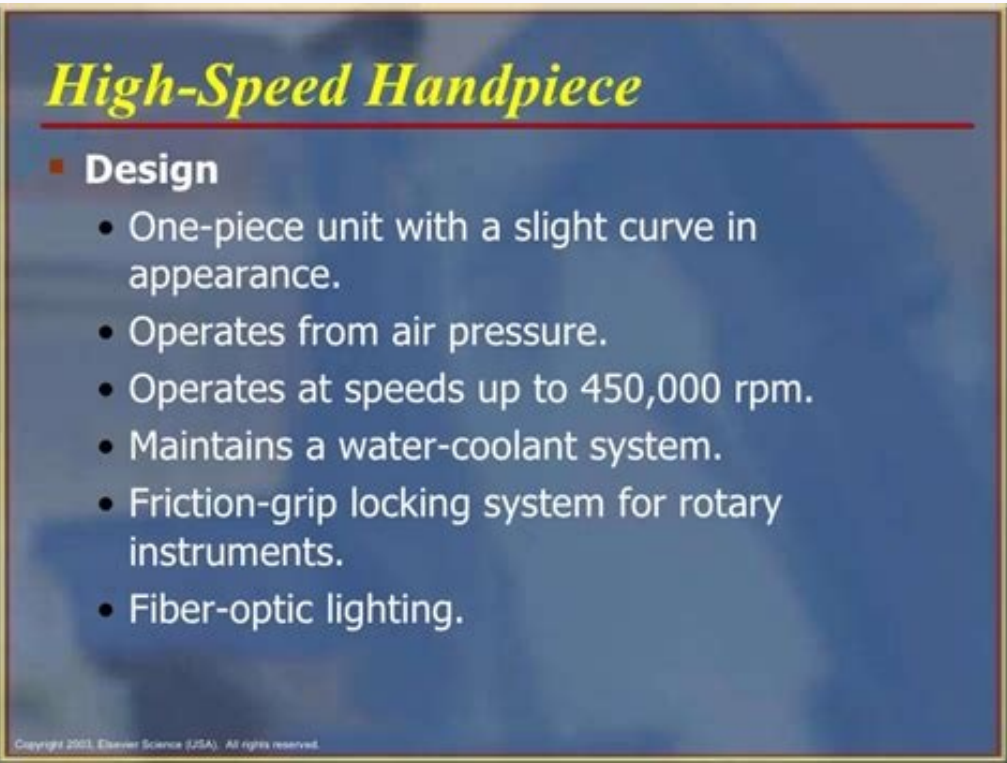 High-Speed Handpiece
Design
• One-piece unit with a slight curve in
appearance.
• Operates from air pressure.
• Operates at speeds up to 450,000 rpm.
• Maintains a water-coolant system.
• Friction-grip locking system for rotary
instruments.
• Fiber-optic lighting.
Copyright 2003, Elsevier Science (USA). All rights reserved.